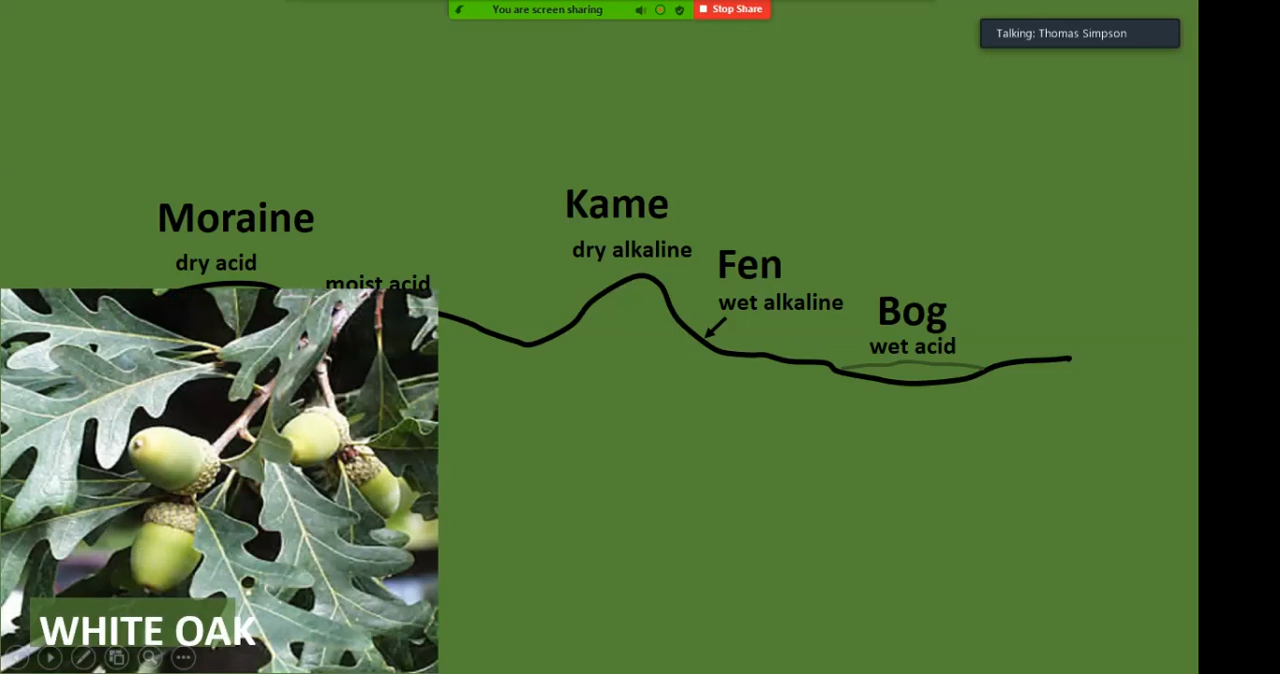 You are screen sharing
Stop Share
Talking: Thomas Simpson
Moraine
dry acid
moist acid
Kame
dry alkaline
Fen
wet alkaline
Bog
wet acid
WHITE OAK